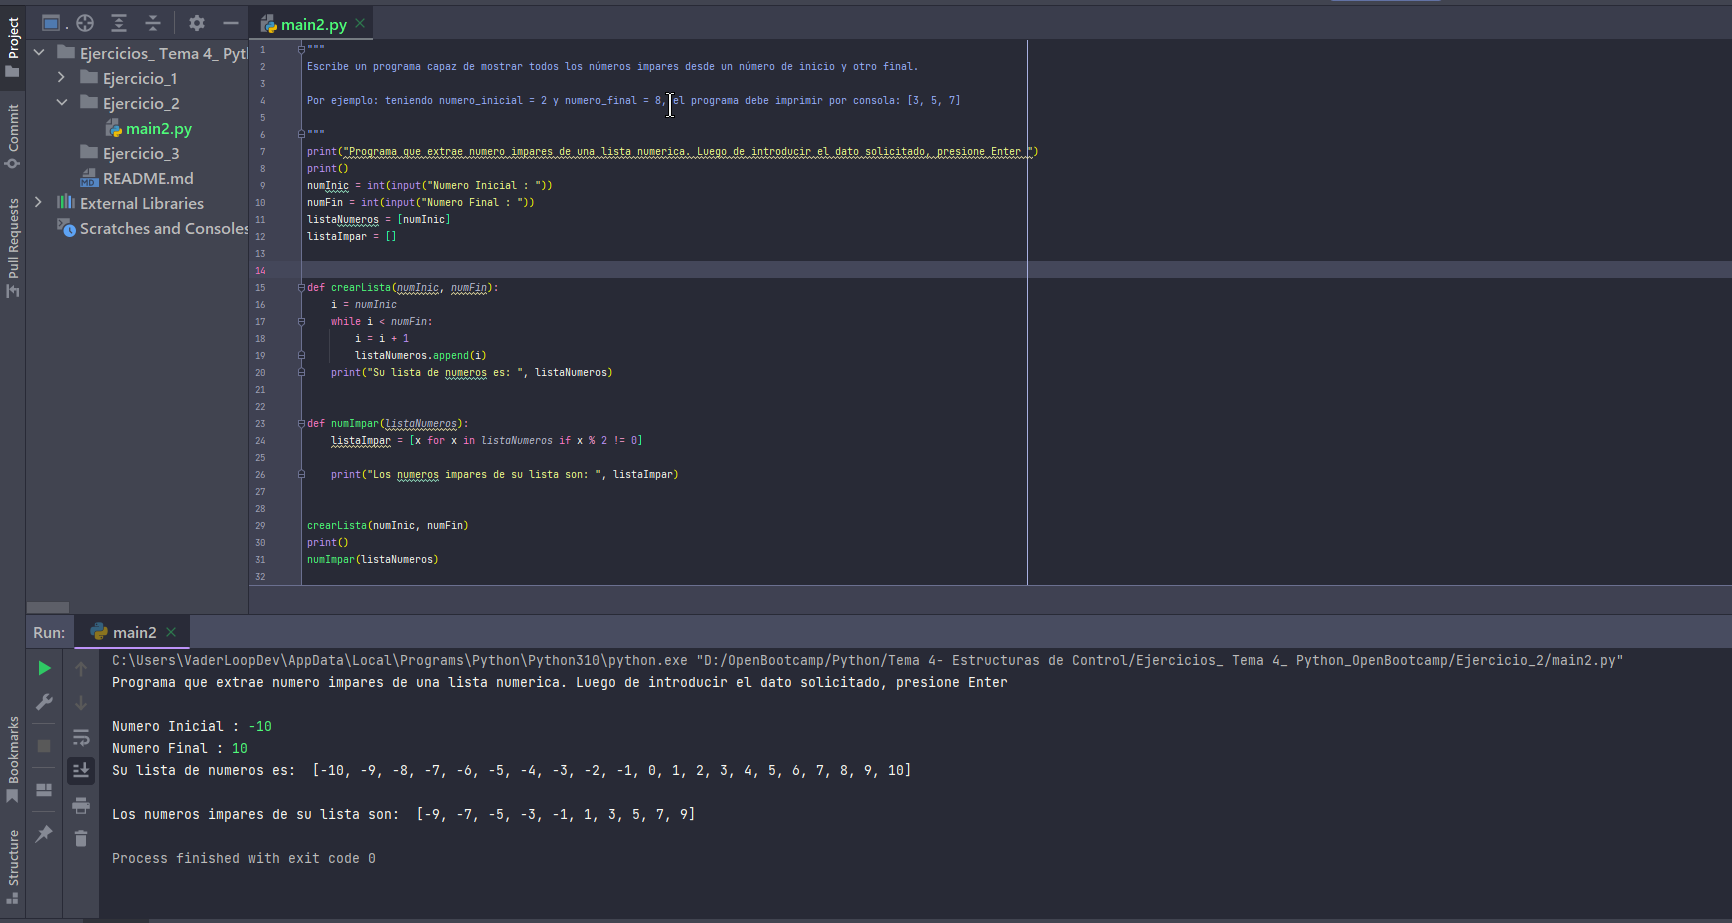 Project
Commit
Pull Requests
Bookmarks
Structure
Ejercicios_ Tema 4_ Pyt
Ejercicio_1
Ejercicio_2
main2.py
Ejercicio_3
README.md
External Libraries
Scratches and Consoles
main2.py
1 """
2 Escribe un programa capaz de mostrar todos los números impares desde un número de inicio y otro final.
3
4 Por ejemplo: teniendo numero_inicial = 2 y numero_final = 8, el programa debe imprimir por consola: [3, 5, 7]
5
6 """
7 print("Programa que extrae numero impares de una lista numerica. Luego de introducir el dato solicitado, presione Enter ")
8 print()
9 numInic = int(input("Numero Inicial : "))
10 numFin = int(input("Numero Final : "))
11 listaNumeros = [numInic]
12 listaImpar = []
13
14
15 def crearLista(numInic, numFin):
16     i = numInic
17     while i < numFin:
18         i = i + 1
19         listaNumeros.append(i)
20     print("Su lista de numeros es: ", listaNumeros)
21
22
23 def numImpar(listaNumeros):
24     listaImpar = [x for x in listaNumeros if x % 2 != 0]
25
26     print("Los numeros impares de su lista son: ", listaImpar)
27
28
29 crearLista(numInic, numFin)
30 print()
31 numImpar(listaNumeros)
32
Run: main2
C:\Users\VaderLoopDev\AppData\Local\Programs\Python\Python310\python.exe "D:/OpenBootcamp/Python/Tema 4- Estructuras de Control/Ejercicios_ Tema 4_ Python_OpenBootcamp/Ejercicio_2/main2.py"
Programa que extrae numero impares de una lista numerica. Luego de introducir el dato solicitado, presione Enter
Numero Inicial : -10
Numero Final : 10
Su lista de numeros es:  [-10, -9, -8, -7, -6, -5, -4, -3, -2, -1, 0, 1, 2, 3, 4, 5, 6, 7, 8, 9, 10]
Los numeros impares de su lista son:  [-9, -7, -5, -3, -1, 1, 3, 5, 7, 9]
Process finished with exit code 0